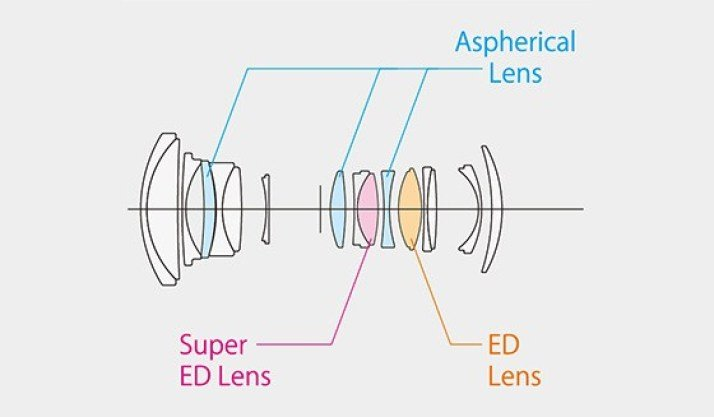 Aspherical
Lens
Super
ED Lens
ED
Lens